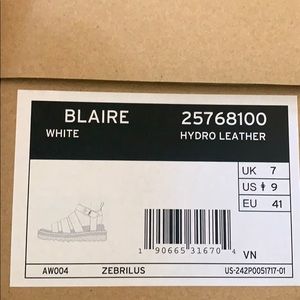 BLAIRE 25768100
WHITE HYDRO LEATHER
UK 7
US 9
EU 41
1 90665 31670 4
VN
AW004 ZEBRILUS US-242P0051717-01